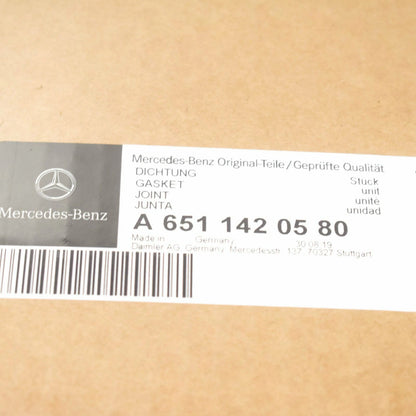 Mercedes-Benz Original-Teile/Geprüfte Qualität
DICHTUNG Stück
GASKET unit
JOINT unite
JUNTA unidad
Mercedes-Benz
A 651 142 05 80
Made in Germany 30.08.19
Daimler AG, Germany, Mercedesstr. 137, 70327 Stuttgart